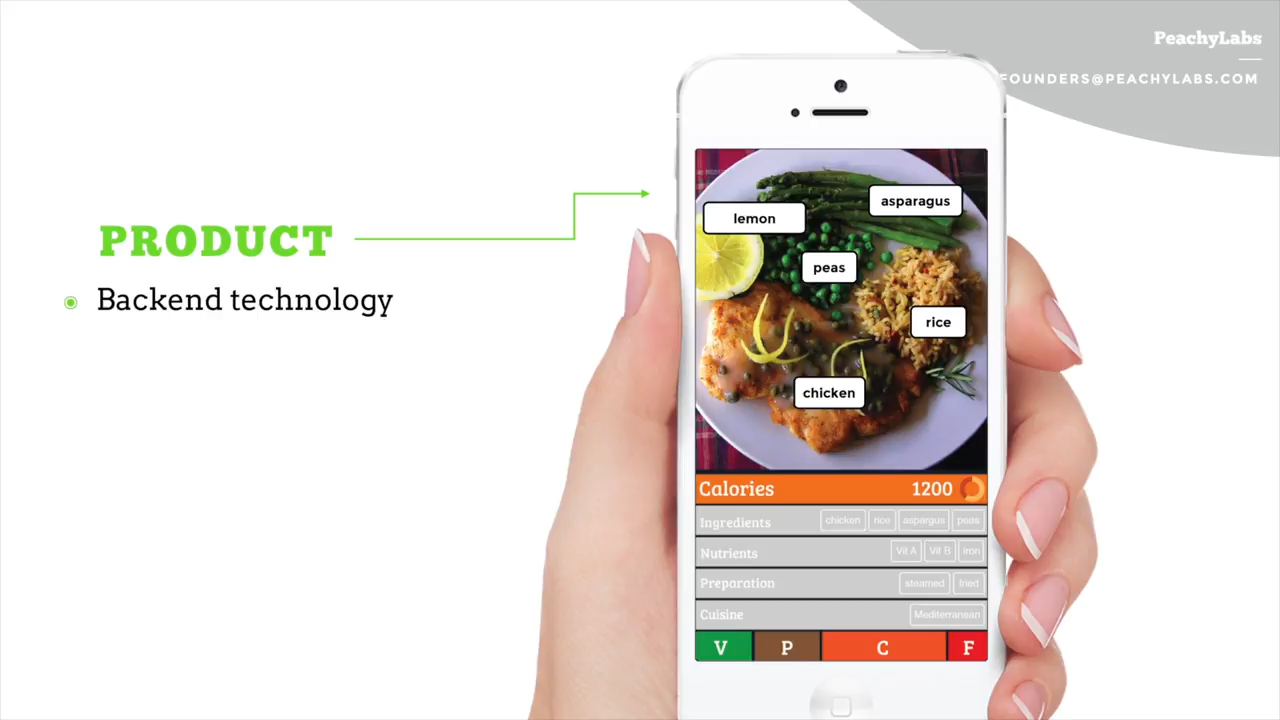 PeachyLabs
FOUNDERS@PEACHYLABS.COM
PRODUCT
Backend technology
lemon
asparagus
peas
rice
chicken
Calories 1200
Ingredients chicken rice aspargus peas
Nutrients Vit A Vit B Iron
Preparation steamed fried
Cuisine Mediterranean
V P C F